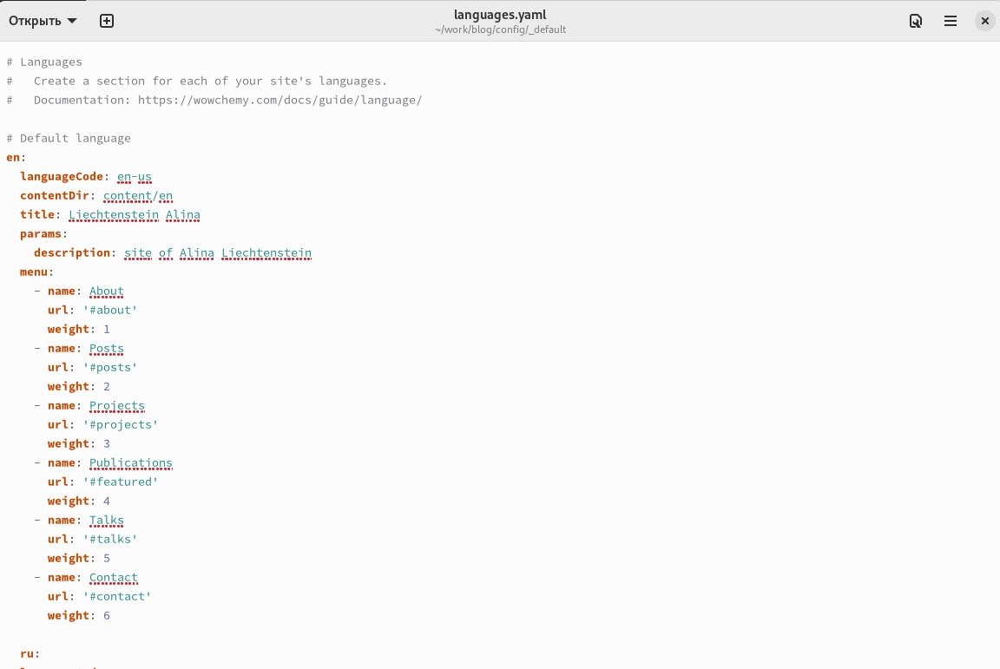 Открыть
languages.yaml
~/work/blog/config/_default
# Languages
#   Create a section for each of your site's languages.
#   Documentation: https://wowchemy.com/docs/guide/language/

# Default language
en:
  languageCode: en-us
  contentDir: content/en
  title: Liechtenstein Alina
  params:
    description: site of Alina Liechtenstein
  menu:
    - name: About
      url: '#about'
      weight: 1
    - name: Posts
      url: '#posts'
      weight: 2
    - name: Projects
      url: '#projects'
      weight: 3
    - name: Publications
      url: '#featured'
      weight: 4
    - name: Talks
      url: '#talks'
      weight: 5
    - name: Contact
      url: '#contact'
      weight: 6

  ru: